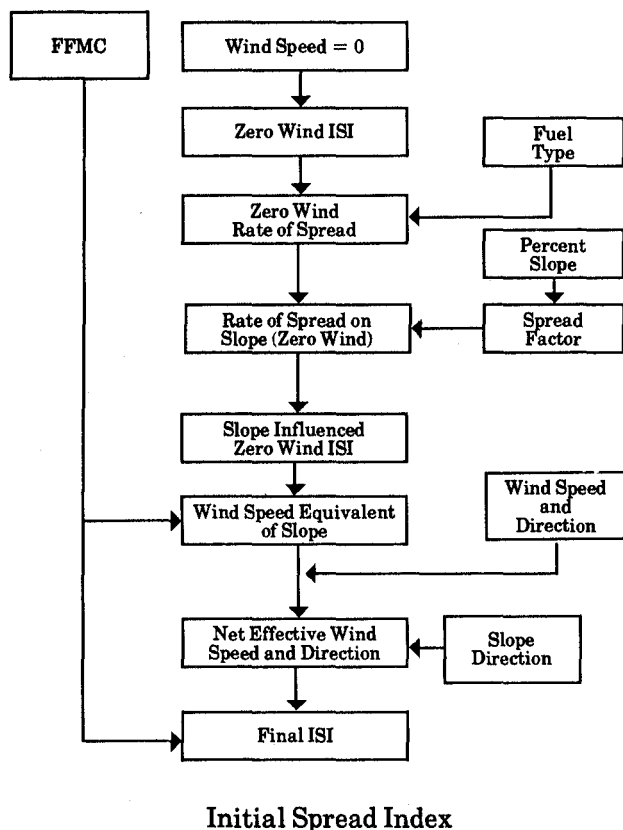 FFMC
Wind Speed = 0
Zero Wind ISI
Fuel
Type
Zero Wind
Rate of Spread
Percent
Slope
Rate of Spread on
Slope (Zero Wind)
Spread
Factor
Slope Influenced
Zero Wind ISI
Wind Speed
and
Direction
Wind Speed Equivalent
of Slope
Net Effective Wind
Speed and Direction
Slope
Direction
Final ISI
Initial Spread Index